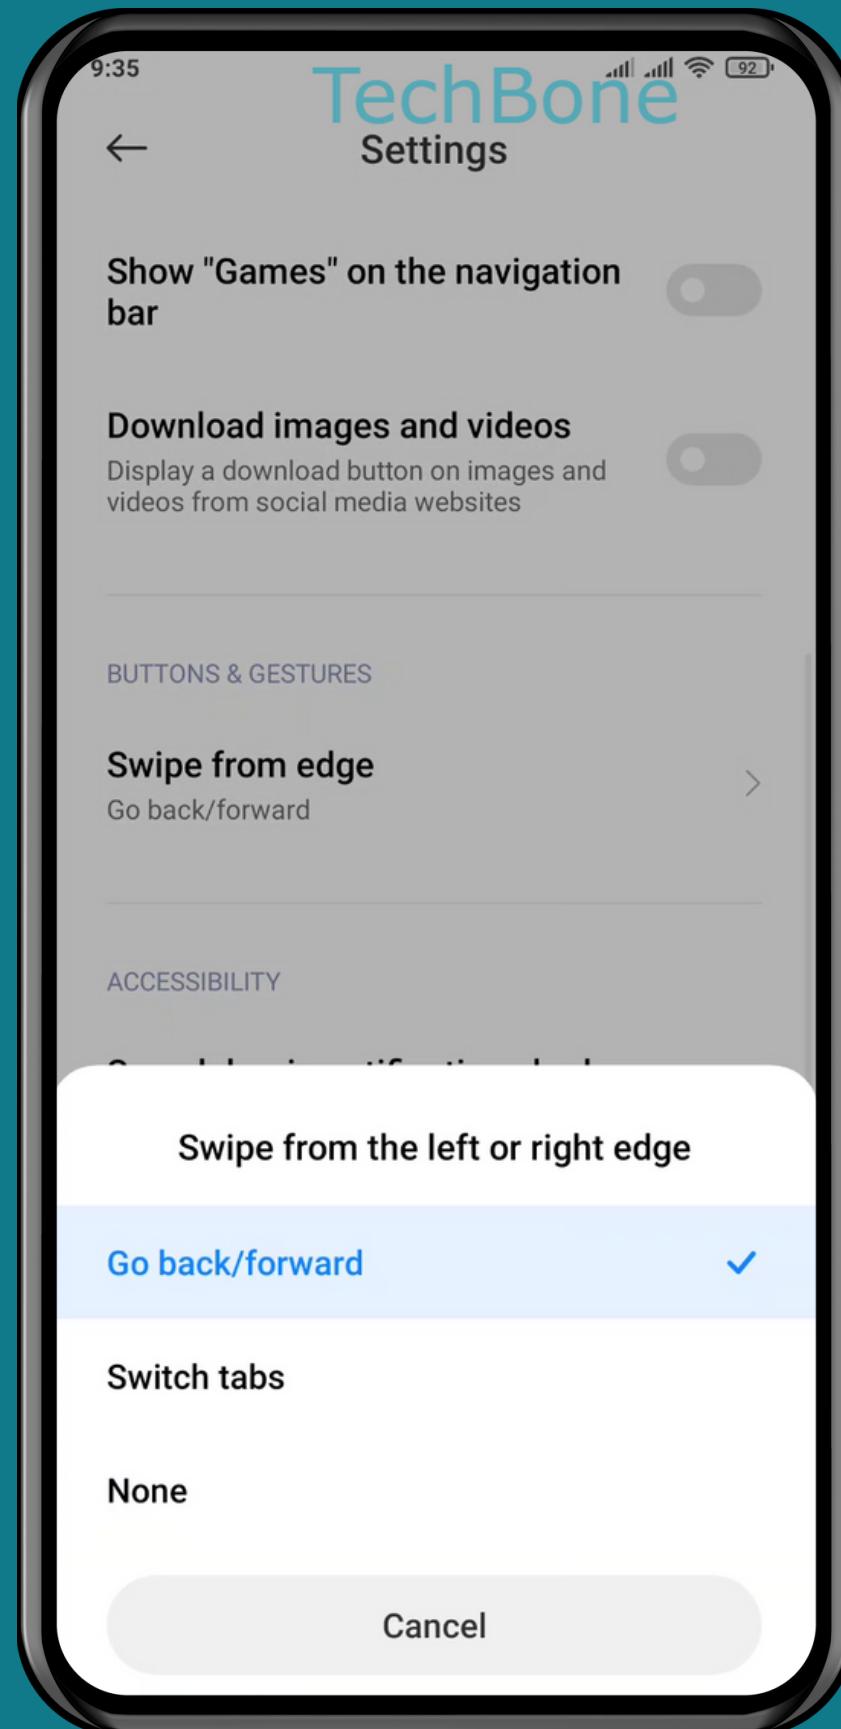 9:35
TechBone
92
Settings
Show "Games" on the navigation
bar
Download images and videos
Display a download button on images and
videos from social media websites
BUTTONS & GESTURES
Swipe from edge
Go back/forward
ACCESSIBILITY
Swipe from the left or right edge
Go back/forward
Switch tabs
None
Cancel